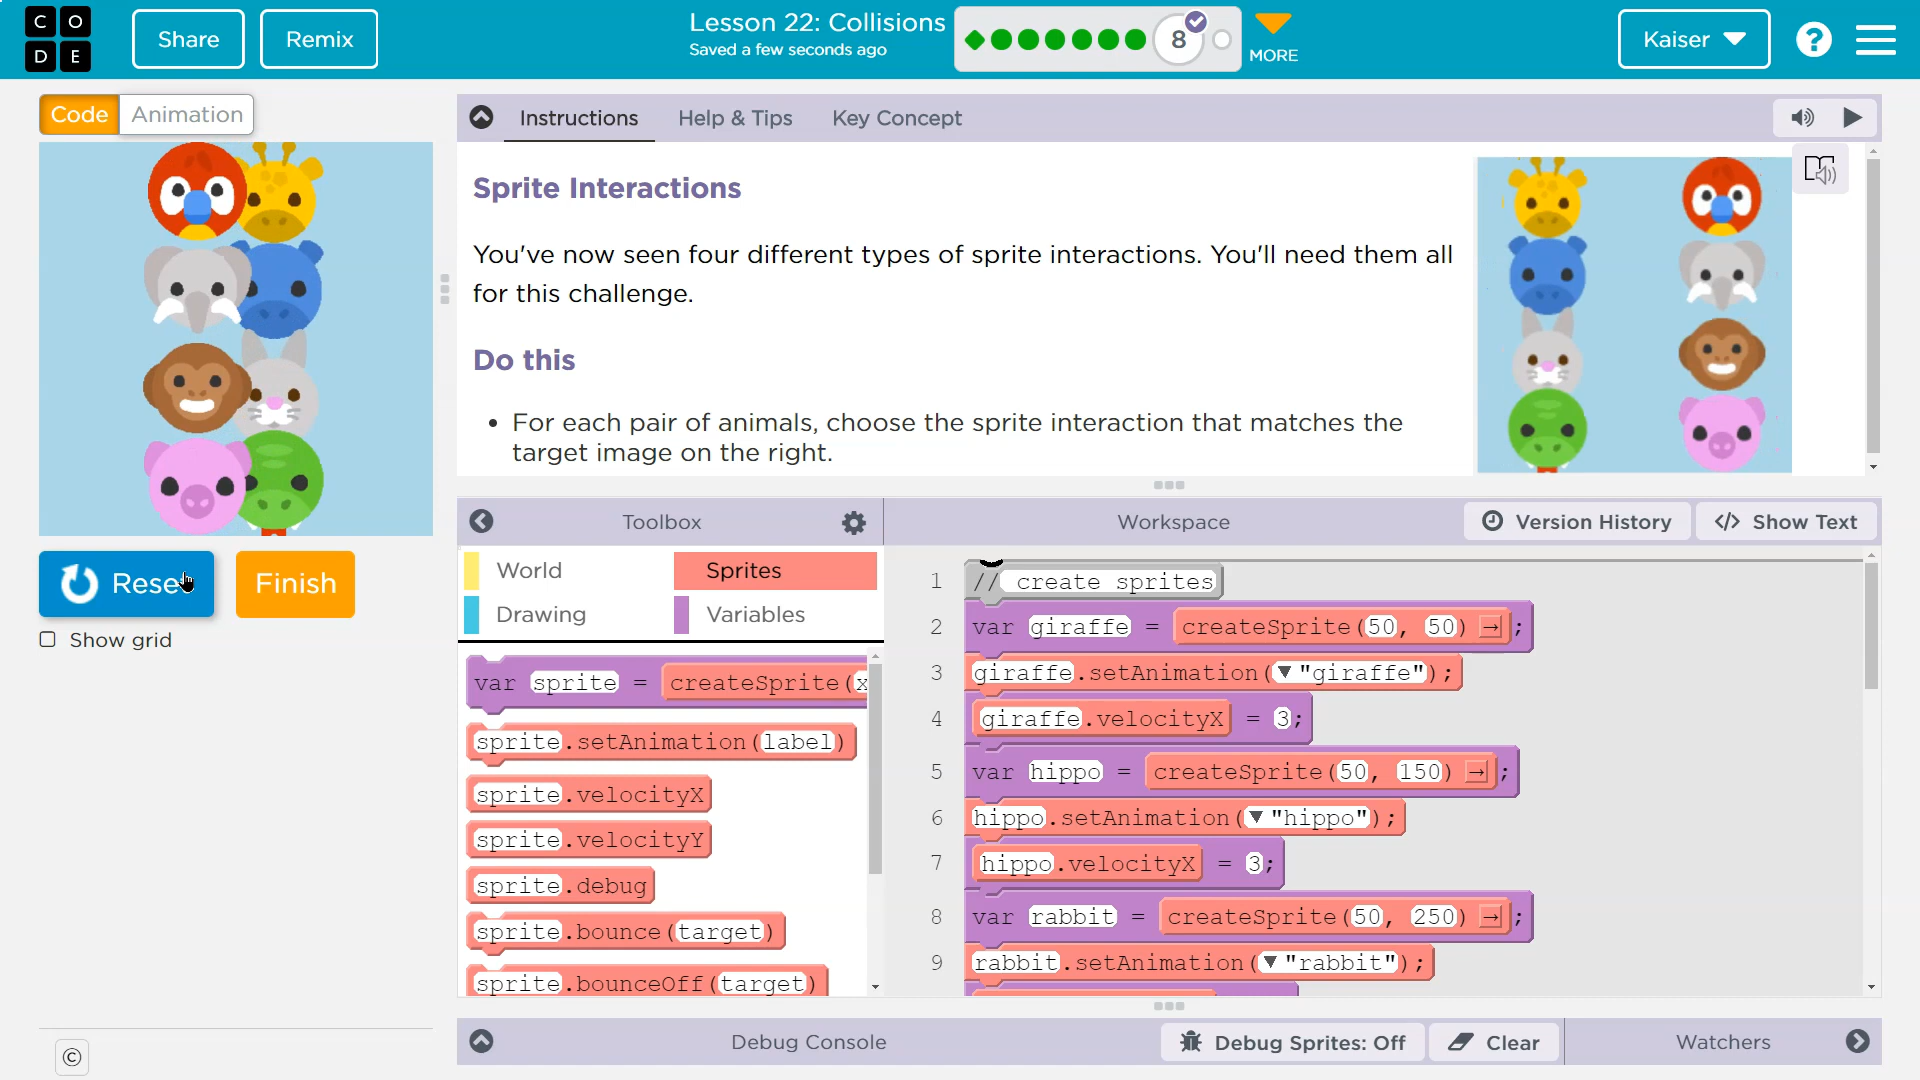 C O
D E
Share
Remix
Lesson 22: Collisions
Saved a few seconds ago
8
MORE
Kaiser
?
Code
Animation
Instructions
Help & Tips
Key Concept
Sprite Interactions
You've now seen four different types of sprite interactions. You'll need them all
for this challenge.
Do this
• For each pair of animals, choose the sprite interaction that matches the
target image on the right.
Reset
Finish
Show grid
Toolbox
Workspace
Version History
</> Show Text
World
Sprites
Drawing
Variables
var sprite = createSprite(x
sprite.setAnimation(label)
sprite.velocityX
sprite.velocityY
sprite.debug
sprite.bounce(target)
sprite.bounceOff(target)
1 // create sprites
2 var giraffe = createSprite(50, 50) → ;
3 giraffe.setAnimation(▼ "giraffe");
4 giraffe.velocityX = 3;
5 var hippo = createSprite(50, 150) → ;
6 hippo.setAnimation(▼ "hippo");
7 hippo.velocityX = 3;
8 var rabbit = createSprite(50, 250) → ;
9 rabbit.setAnimation(▼ "rabbit");
©
Debug Console
Debug Sprites: Off
Clear
Watchers